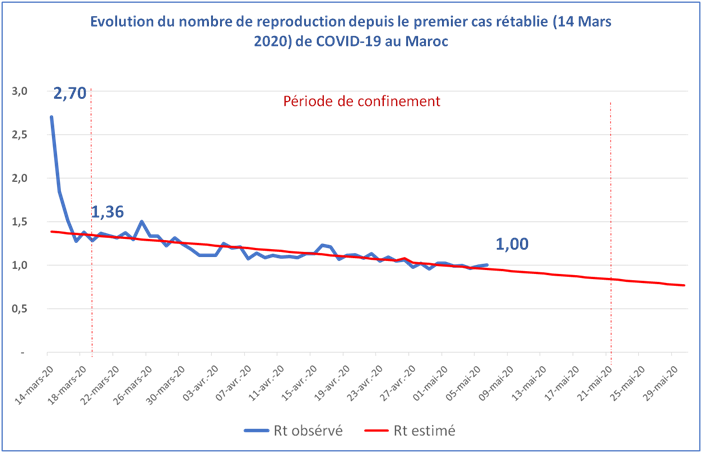 Evolution du nombre de reproduction depuis le premier cas rétablie (14 Mars
2020) de COVID-19 au Maroc
3,0
2,5
2,0
1,5
1,0
0,5
-
2,70
1,36
Période de confinement
1,00
14-mars-20
18-mars-20
22-mars-20
26-mars-20
30-mars-20
03-avr.-20
07-avr.-20
11-avr.-20
15-avr.-20
19-avr.-20
23-avr.-20
27-avr.-20
01-mai-20
05-mai-20
09-mai-20
13-mai-20
17-mai-20
21-mai-20
25-mai-20
29-mai-20
Rt obsérvé
Rt estimé